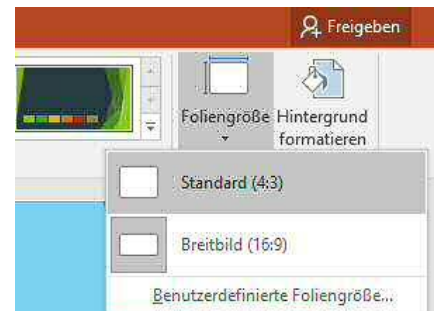 Freigeben
Foliengröße Hintergrund
formatieren
Standard (4:3)
Breitbild (16:9)
Benutzerdefinierte Foliengröße...